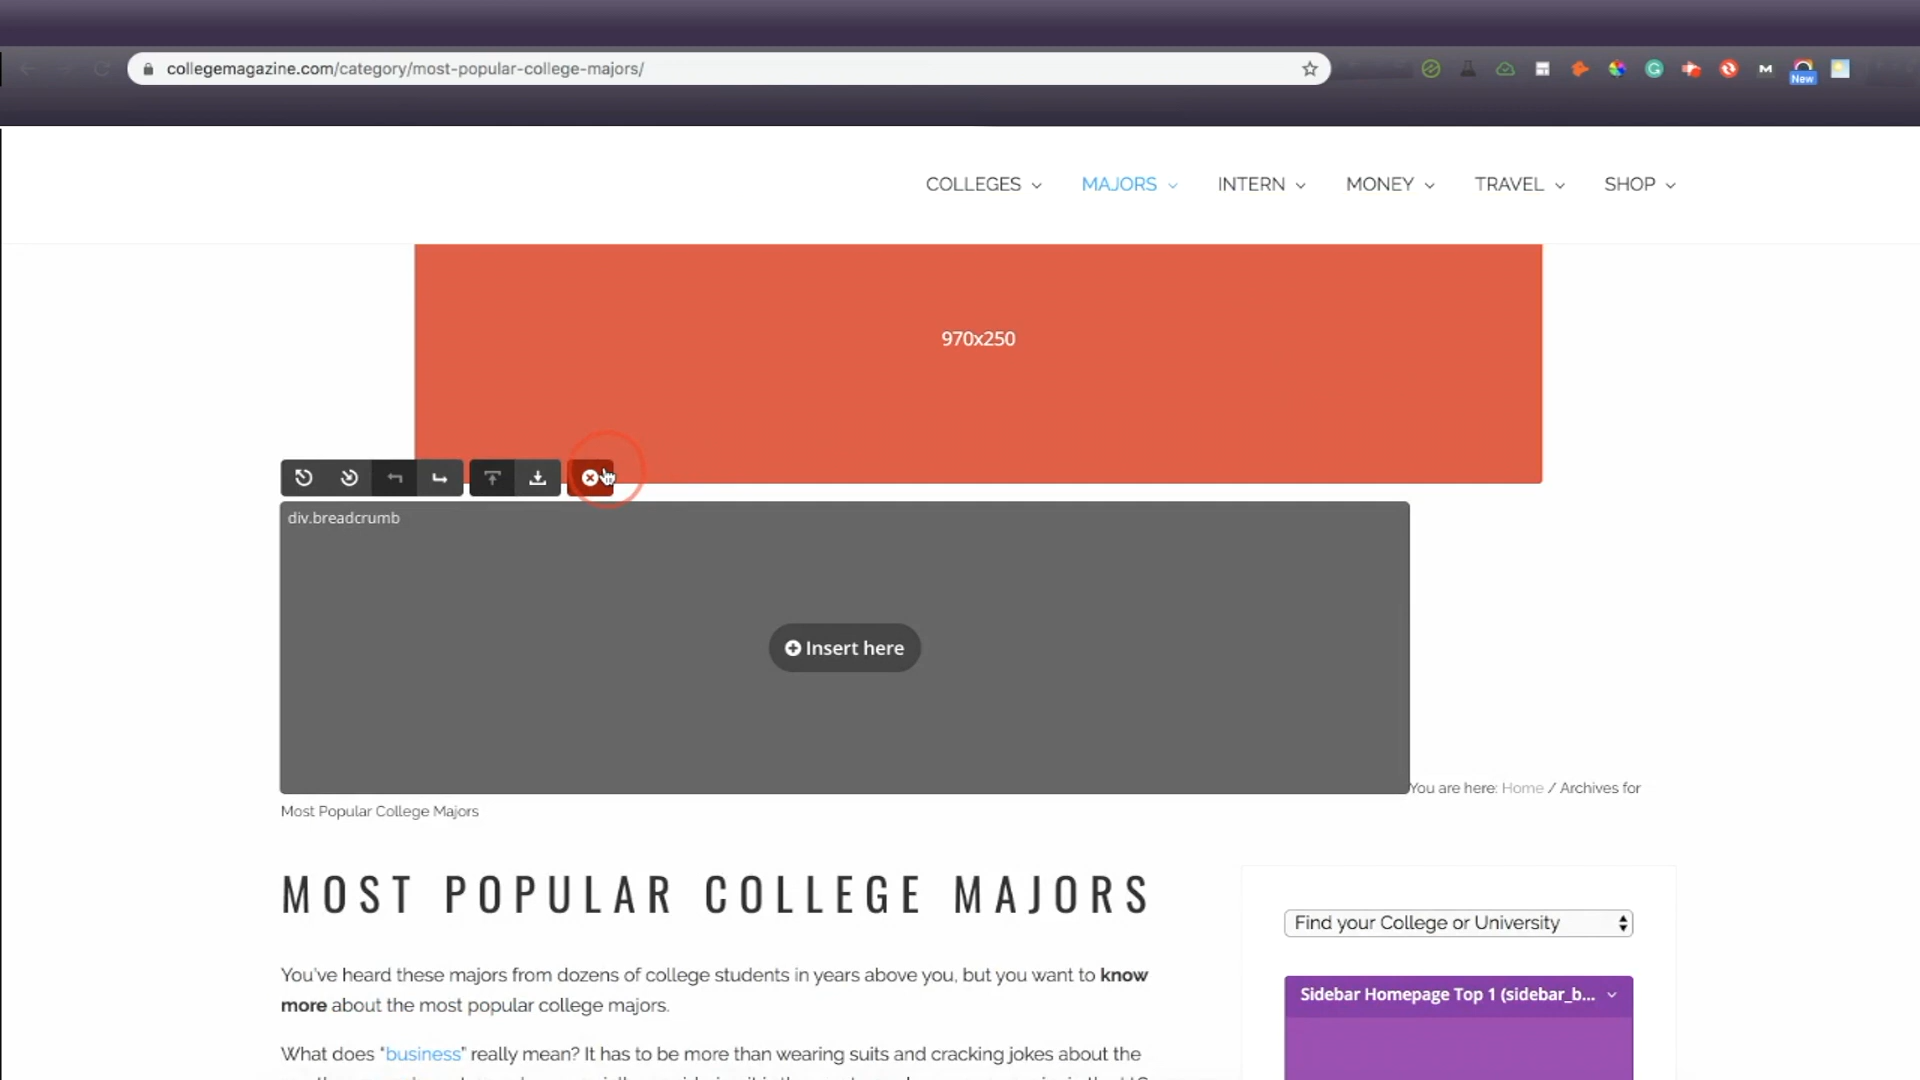 collegemagazine.com/category/most-popular-college-majors/
New
COLLEGES MAJORS INTERN MONEY TRAVEL SHOP
970x250
div.breadcrumb
Insert here
You are here: Home / Archives for
Most Popular College Majors
MOST POPULAR COLLEGE MAJORS
Find your College or University
You've heard these majors from dozens of college students in years above you, but you want to know
more about the most popular college majors.
Sidebar Homepage Top 1 (sidebar_b...
What does “business” really mean? It has to be more than wearing suits and cracking jokes about the